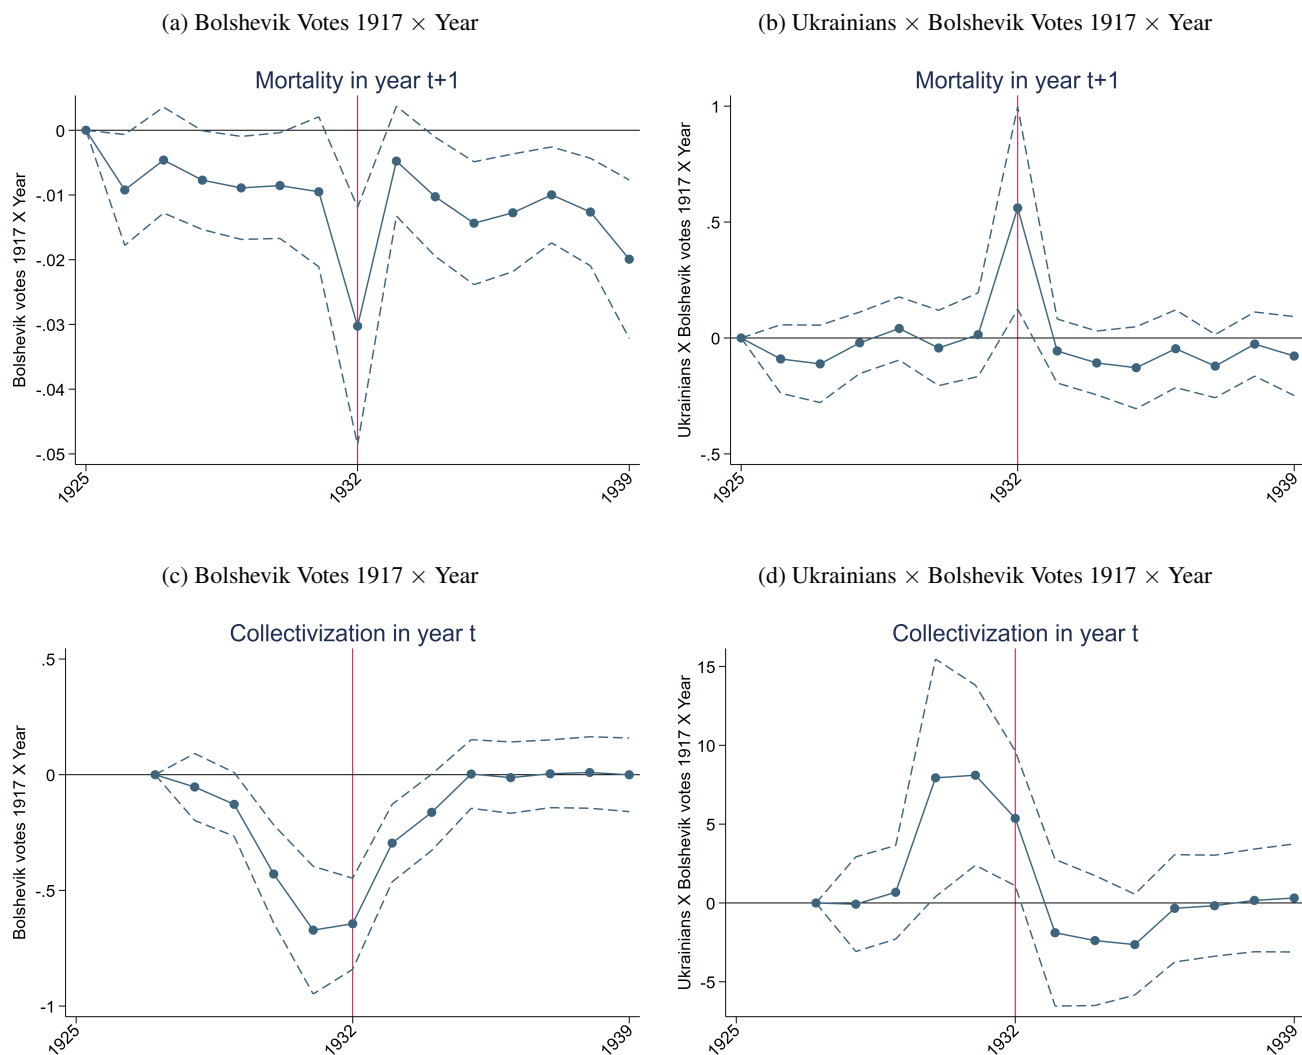 (a) Bolshevik Votes 1917 × Year
(b) Ukrainians × Bolshevik Votes 1917 × Year
Mortality in year t+1
Bolshevik votes 1917 X Year
0
-.01
-.02
-.03
-.04
-.05
1925
1932
1939
Mortality in year t+1
Ukrainians X Bolshevik votes 1917 X Year
1
.5
0
-.5
1925
1932
1939
(c) Bolshevik Votes 1917 × Year
(d) Ukrainians × Bolshevik Votes 1917 × Year
Collectivization in year t
Bolshevik votes 1917 X Year
.5
0
-.5
-1
1925
1932
1939
Collectivization in year t
Ukrainians X Bolshevik votes 1917 X Year
15
10
5
0
-5
1925
1932
1939